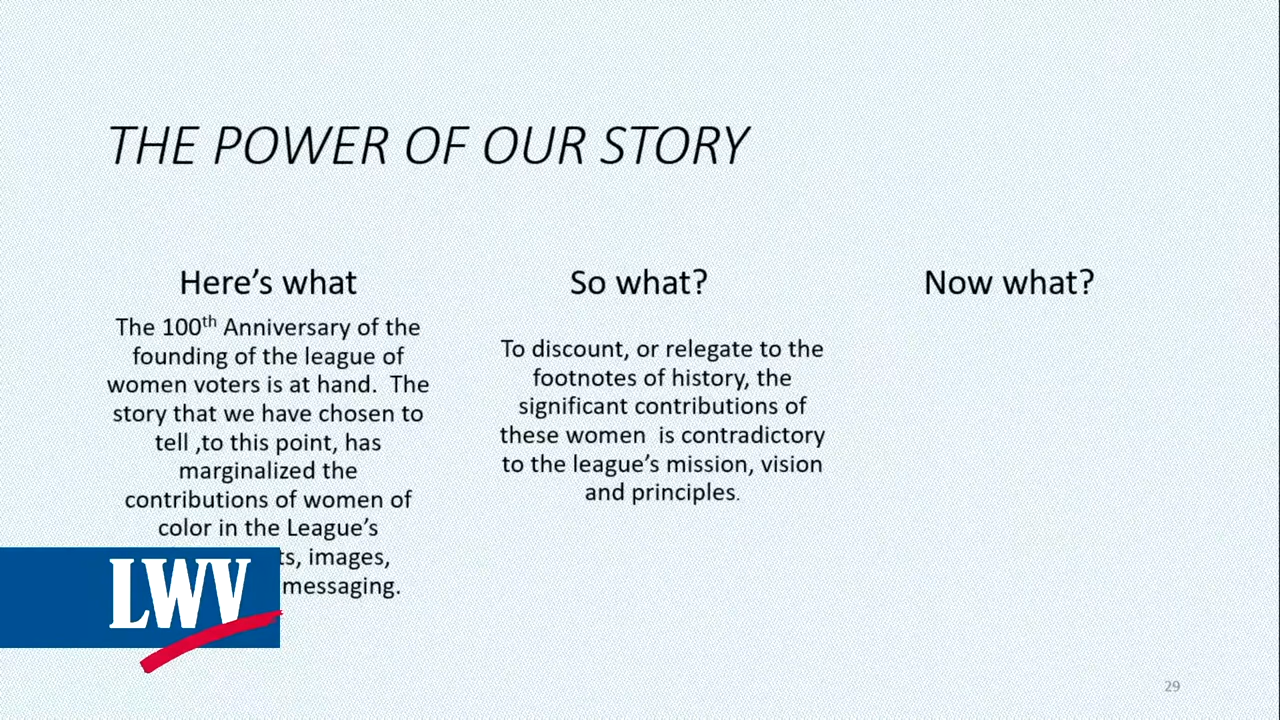 THE POWER OF OUR STORY
Here’s what
The 100th Anniversary of the
founding of the league of
women voters is at hand.  The
story that we have chosen to
tell ,to this point, has
marginalized the
contributions of women of
color in the League’s
images,
messaging.
So what?
To discount, or relegate to the
footnotes of history, the
significant contributions of
these women  is contradictory
to the league’s mission, vision
and principles.
Now what?
LWV
29